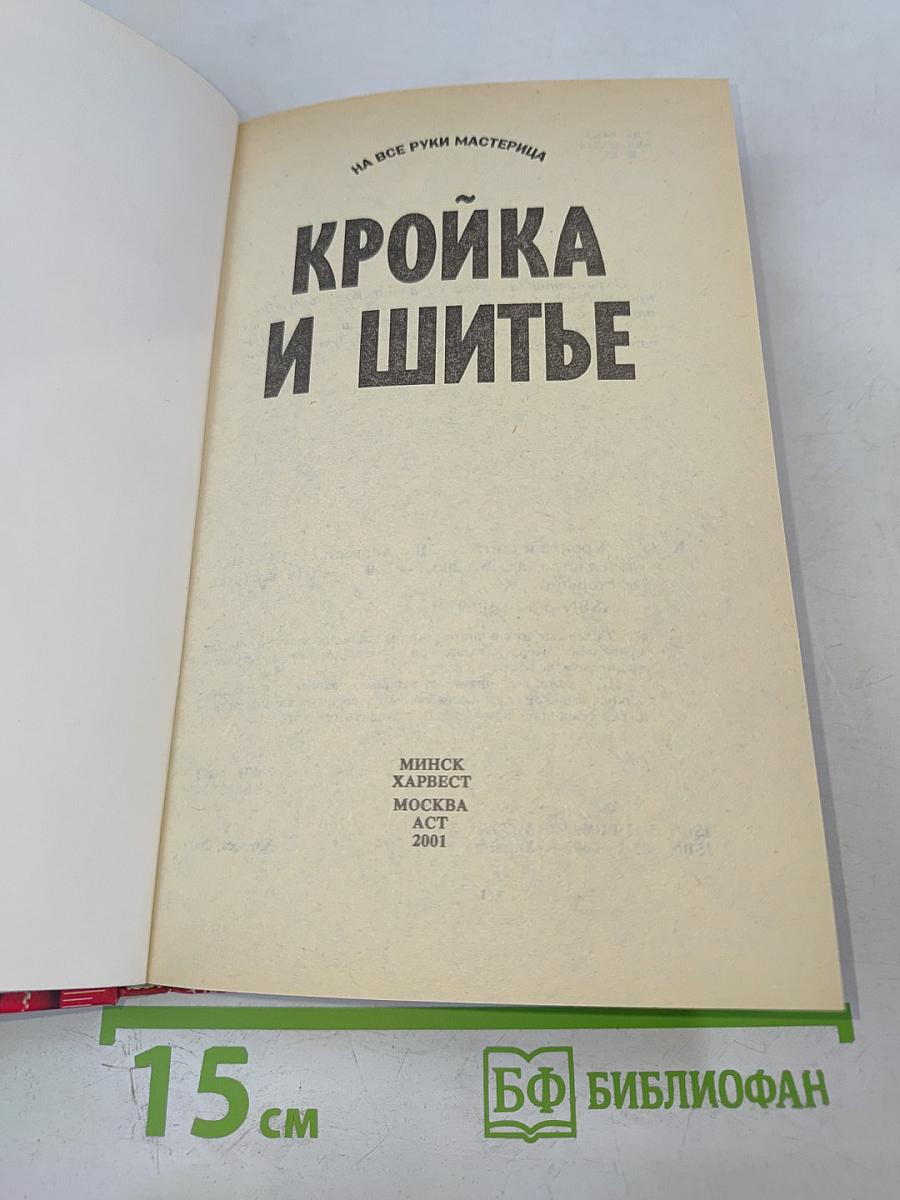 НА ВСЕ РУКИ МАСТЕРИЦА
КРОЙКА
И ШИТЬЕ
МИНСК
ХАРВЕСТ
МОСКВА
АСТ
2001
15 см
БФ БИБЛИОФАН